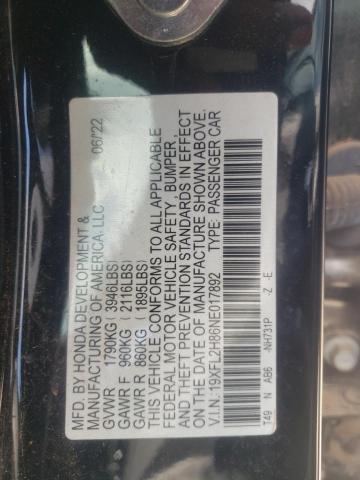 MFD. BY HONDA DEVELOPMENT &
MANUFACTURING OF AMERICA, LLC 06/22
GVWR 1790KG (3946LBS)
GAWR F 960KG (2116LBS)
GAWR R 860KG (1895LBS)
THIS VEHICLE CONFORMS TO ALL APPLICABLE
FEDERAL MOTOR VEHICLE SAFETY, BUMPER,
AND THEFT PREVENTION STANDARDS IN EFFECT
ON THE DATE OF MANUFACTURE SHOWN ABOVE.
V.I.N.: 19XFL2H86NE017892 TYPE: PASSENGER CAR
T49 N AB6 -NH731P -Z -E